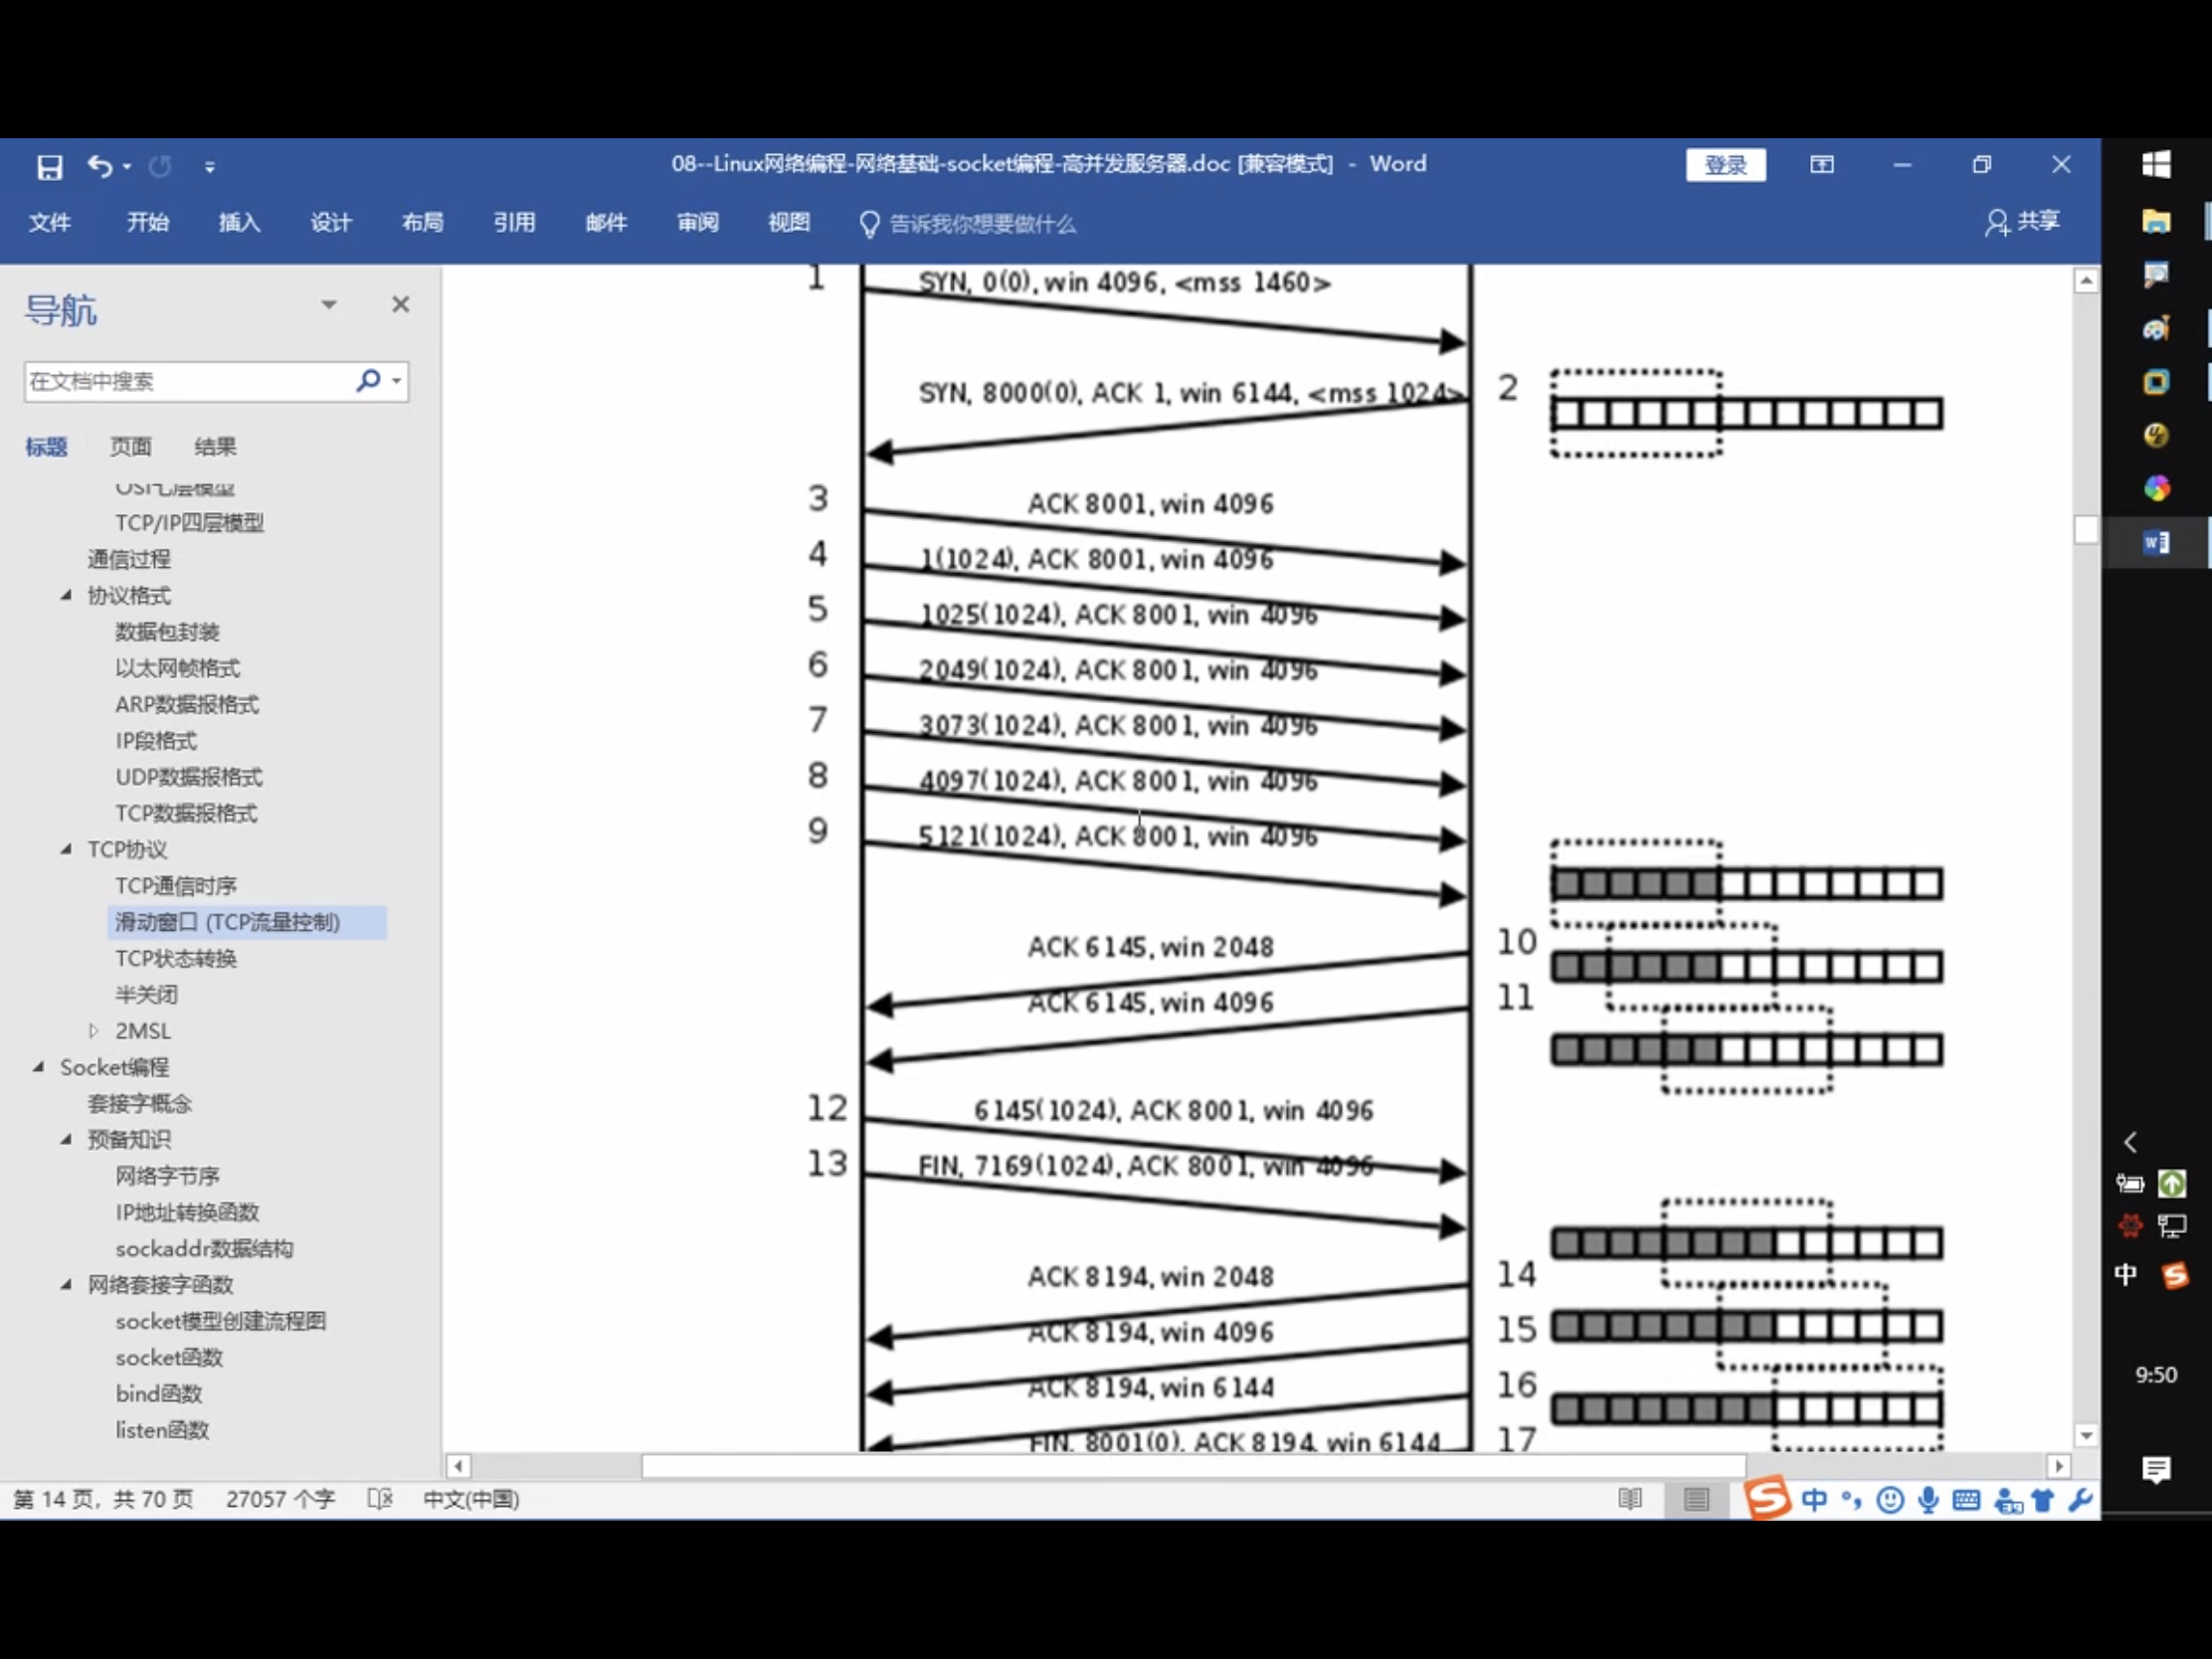 08--Linux网络编程-网络基础-socket编程-高并发服务器.doc [兼容模式] - Word
登录
文件 开始 插入 设计 布局 引用 邮件 审阅 视图 告诉我你想要做什么 共享
导航
在文档中搜索
标题 页面 结果
OSI七层模型
TCP/IP四层模型
通信过程
协议格式
数据包封装
以太网帧格式
ARP数据报格式
IP段格式
UDP数据报格式
TCP数据报格式
TCP协议
TCP通信时序
滑动窗口 (TCP流量控制)
TCP状态转换
半关闭
2MSL
Socket编程
套接字概念
预备知识
网络字节序
IP地址转换函数
sockaddr数据结构
网络套接字函数
socket模型创建流程图
socket函数
bind函数
listen函数
1 SYN, 0(0), win 4096, <mss 1460>
SYN, 8000(0), ACK 1, win 6144, <mss 1024> 2
3 ACK 8001, win 4096
4 1(1024), ACK 8001, win 4096
5 1025(1024), ACK 8001, win 4096
6 2049(1024), ACK 8001, win 4096
7 3073(1024), ACK 8001, win 4096
8 4097(1024), ACK 8001, win 4096
9 5121(1024), ACK 8001, win 4096
ACK 6145, win 2048 10
ACK 6145, win 4096 11
12 6145(1024), ACK 8001, win 4096
13 FIN, 7169(1024), ACK 8001, win 4096
ACK 8194, win 2048 14
ACK 8194, win 4096 15
ACK 8194, win 6144 16
FIN, 8001(0), ACK 8194, win 6144 17
第 14 页，共 70 页 27057 个字 中文(中国)
中
中
9:50